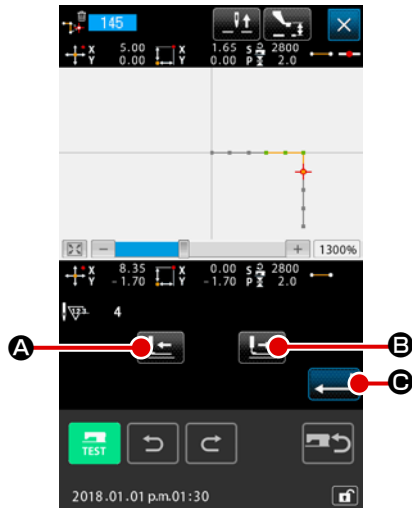 145
X 5.00 X 1.65 S 2800
Y 0.00 Y 0.00 P 2.0
1300%
X 8.35 X 0.00 S 2800
Y -1.70 Y -1.70 P 2.0
123 4
A B
C
TEST
2018.01.01 p.m.01:30